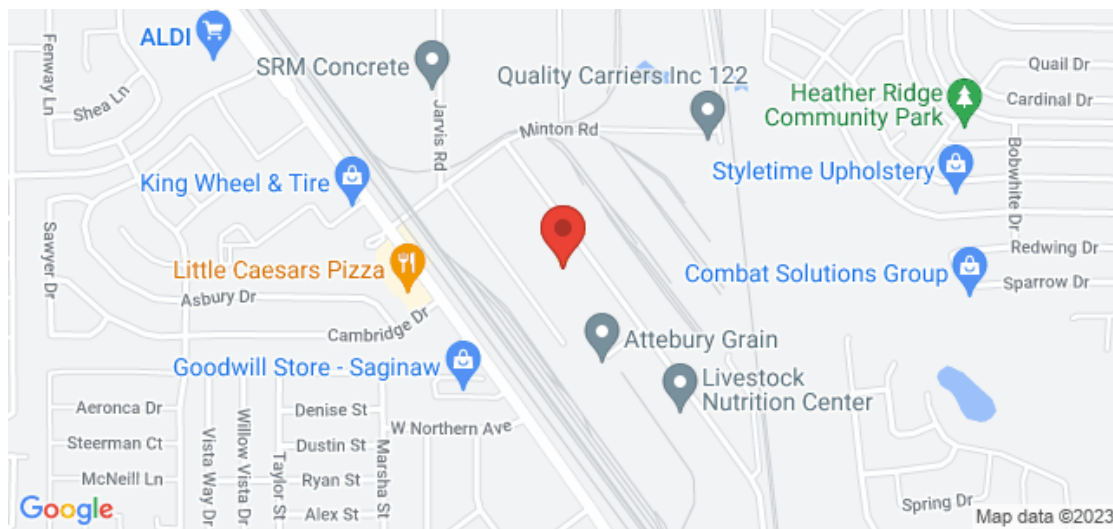 ALDI
Fenway Ln
Shea Ln
SRM Concrete
Jarvis Rd
Quality Carriers Inc 122
Minton Rd
Heather Ridge
Community Park
Quail Dr
Cardinal Dr
Bobwhite Dr
Styletime Upholstery
King Wheel & Tire
Sawyer Dr
Little Caesars Pizza
Asbury Dr
Cambridge Dr
Redwing Dr
Combat Solutions Group
Sparrow Dr
Attebury Grain
Goodwill Store - Saginaw
Livestock
Nutrition Center
Aeronca Dr
Steerman Ct
McNeill Ln
Vista Way Dr
Willow Vista Dr
Taylor St
Denise St
Dustin St
Ryan St
Alex St
Marsha St
W Northern Ave
Spring Dr
Google
Map data ©2023